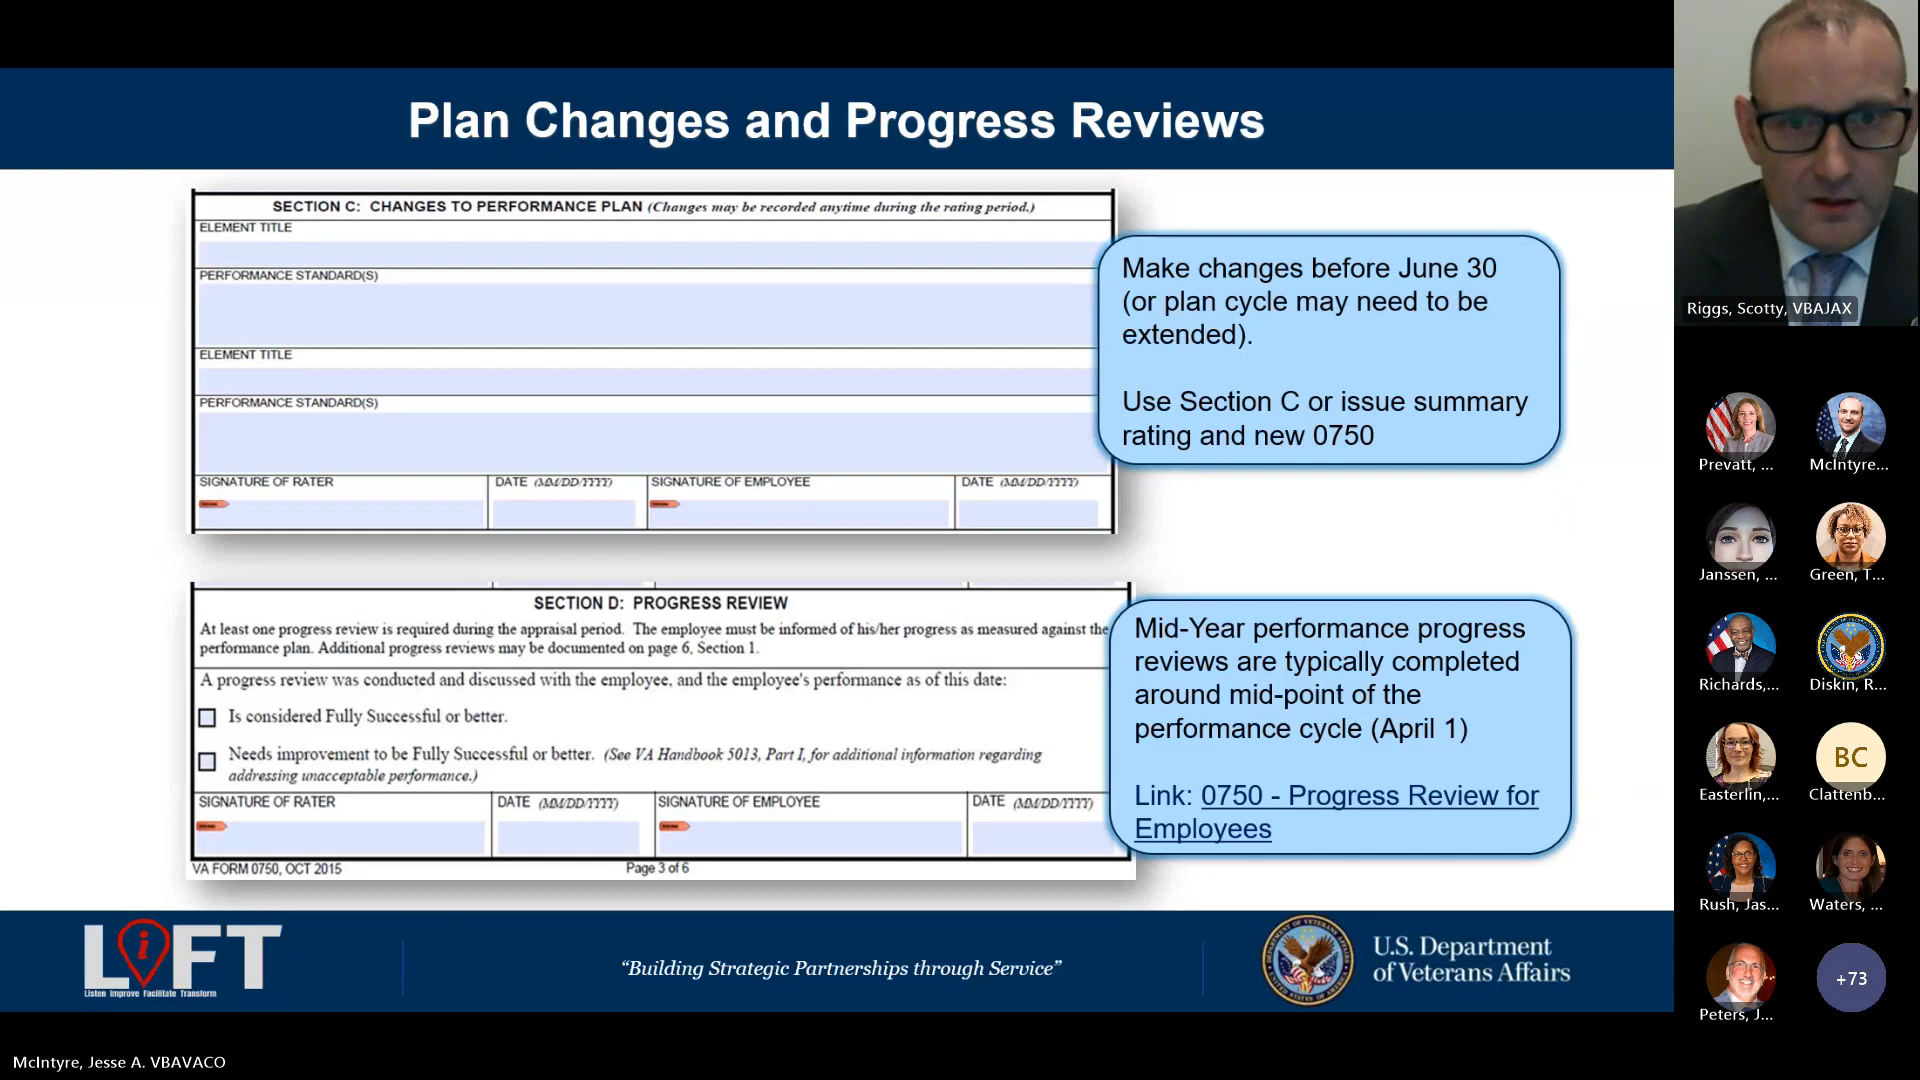 Plan Changes and Progress Reviews
SECTION C: CHANGES TO PERFORMANCE PLAN (Changes may be recorded anytime during the rating period.)
ELEMENT TITLE
PERFORMANCE STANDARD(S)
ELEMENT TITLE
PERFORMANCE STANDARD(S)
SIGNATURE OF RATER
DATE (MM/DD/YYYY)
SIGNATURE OF EMPLOYEE
DATE (MM/DD/YYYY)
Make changes before June 30
(or plan cycle may need to be
extended).
Use Section C or issue summary
rating and new 0750
SECTION D: PROGRESS REVIEW
At least one progress review is required during the appraisal period. The employee must be informed of his/her progress as measured against the
performance plan. Additional progress reviews may be documented on page 6, Section 1.
A progress review was conducted and discussed with the employee, and the employee's performance as of this date:
Is considered Fully Successful or better.
Needs improvement to be Fully Successful or better. (See VA Handbook 5013, Part I, for additional information regarding
addressing unacceptable performance.)
SIGNATURE OF RATER
DATE (MM/DD/YYYY)
SIGNATURE OF EMPLOYEE
DATE (MM/DD/YYYY)
VA FORM 0750, OCT 2015
Page 3 of 6
Mid-Year performance progress
reviews are typically completed
around mid-point of the
performance cycle (April 1)
Link: 0750 - Progress Review for
Employees
LiFT
Listen Improve Facilitate Transform
“Building Strategic Partnerships through Service”
U.S. Department
of Veterans Affairs
McIntyre, Jesse A. VBAVACO
Riggs, Scotty, VBAJAX
Prevatt, ...
McIntyre...
Janssen, ...
Green, T...
Richards,...
Diskin, R...
Easterlin,...
BC
Clattenb...
Rush, Jas...
Waters, ...
Peters, J...
+73